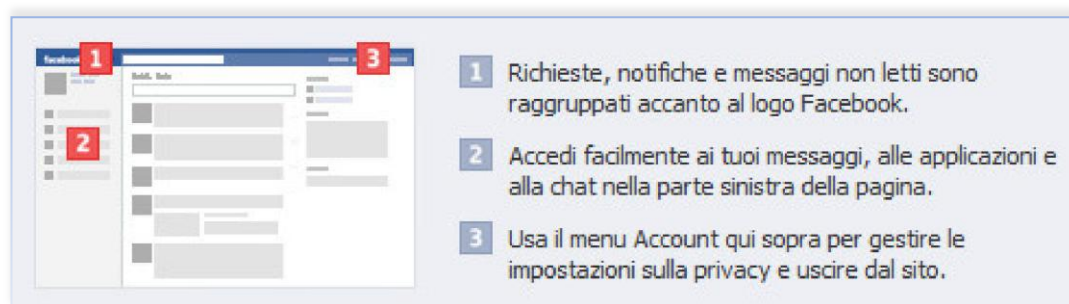 facebook
1
3
2
1 Richieste, notifiche e messaggi non letti sono
raggruppati accanto al logo Facebook.
2 Accedi facilmente ai tuoi messaggi, alle applicazioni e
alla chat nella parte sinistra della pagina.
3 Usa il menu Account qui sopra per gestire le
impostazioni sulla privacy e uscire dal sito.